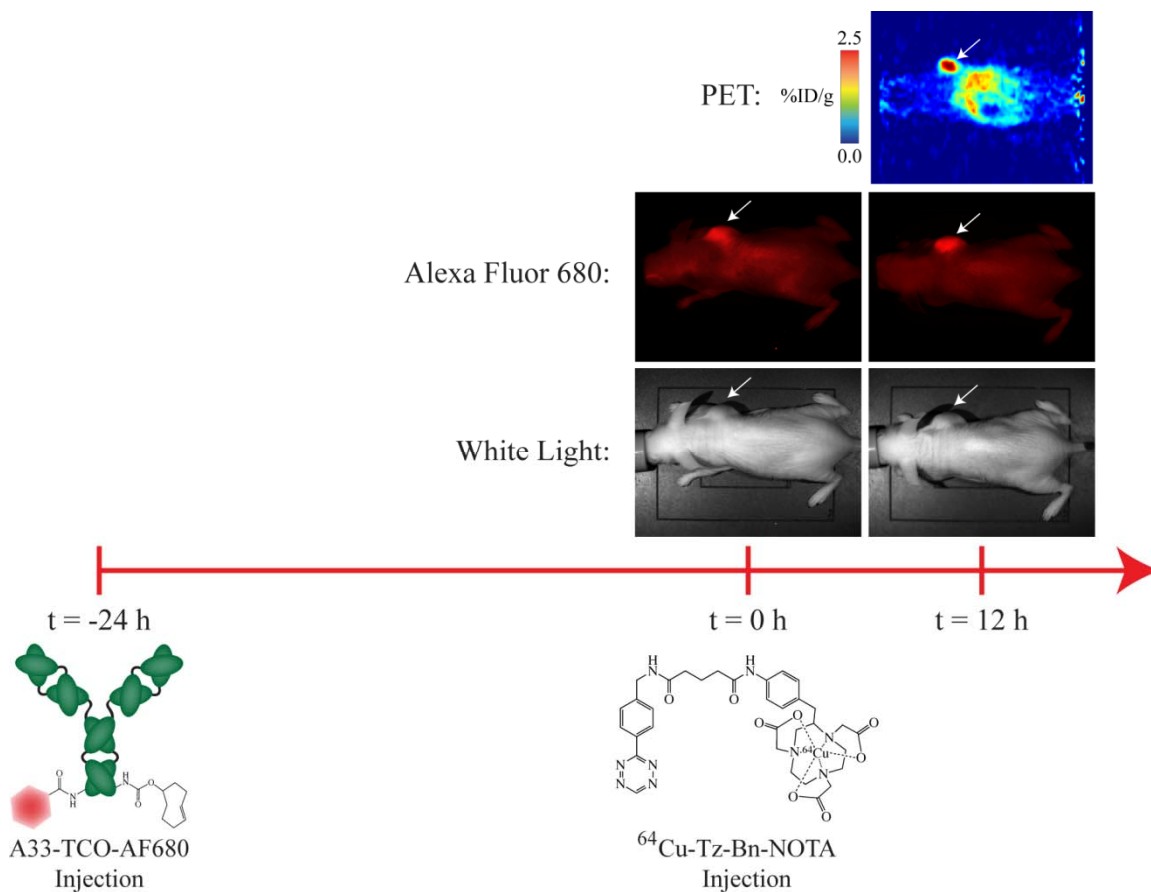 2.5
PET:
%ID/g
0.0
Alexa Fluor 680:
White Light:
t = -24 h
t = 0 h
t = 12 h
O
N
H
N
H
O
O
A33-TCO-AF680
Injection
H
N
O
O
H
N
N
N
N
N
O
O
N
N
⁶⁴Cu
N
O
O
O
O
⁶⁴Cu-Tz-Bn-NOTA
Injection